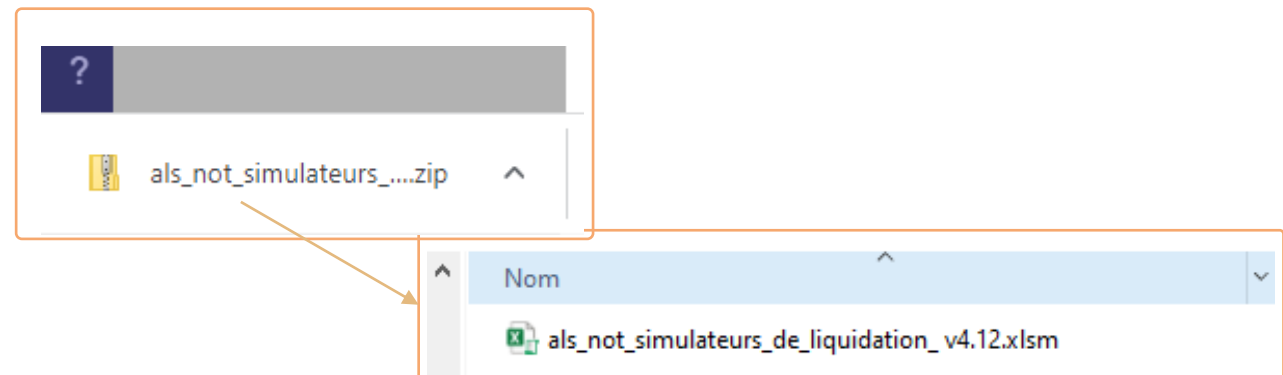 ?
als_not_simulateurs_....zip
Nom
als_not_simulateurs_de_liquidation_ v4.12.xlsm